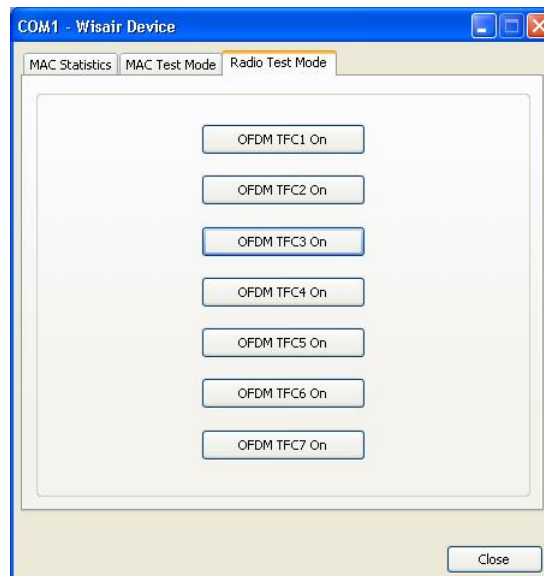 COM1 - Wisair Device
MAC Statistics MAC Test Mode Radio Test Mode
OFDM TFC1 On
OFDM TFC2 On
OFDM TFC3 On
OFDM TFC4 On
OFDM TFC5 On
OFDM TFC6 On
OFDM TFC7 On
Close